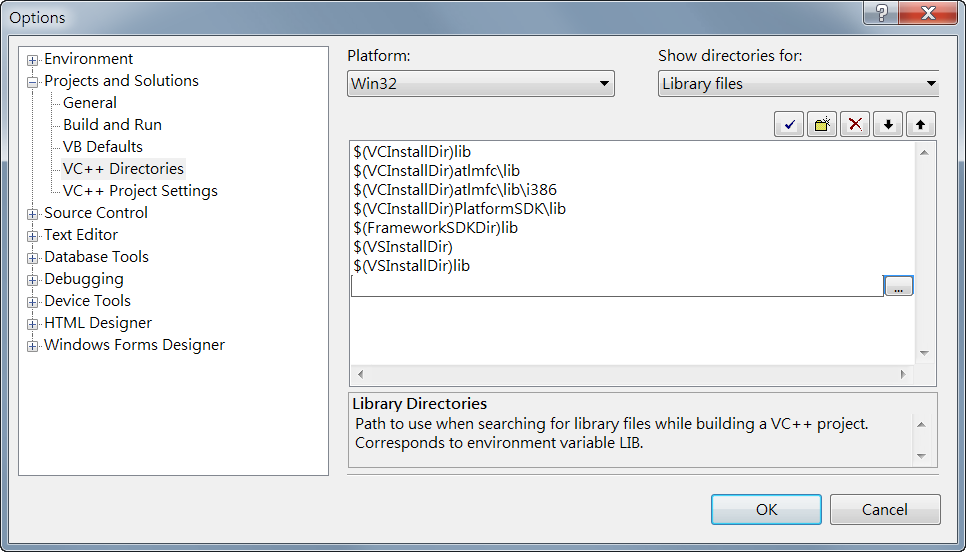 Options
Environment
Projects and Solutions
General
Build and Run
VB Defaults
VC++ Directories
VC++ Project Settings
Source Control
Text Editor
Database Tools
Debugging
Device Tools
HTML Designer
Windows Forms Designer
Platform:
Win32
Show directories for:
Library files
$(VCInstallDir)lib
$(VCInstallDir)atlmfc\lib
$(VCInstallDir)atlmfc\lib\i386
$(VCInstallDir)PlatformSDK\lib
$(FrameworkSDKDir)lib
$(VSInstallDir)
$(VSInstallDir)lib
...
Library Directories
Path to use when searching for library files while building a VC++ project.
Corresponds to environment variable LIB.
OK
Cancel